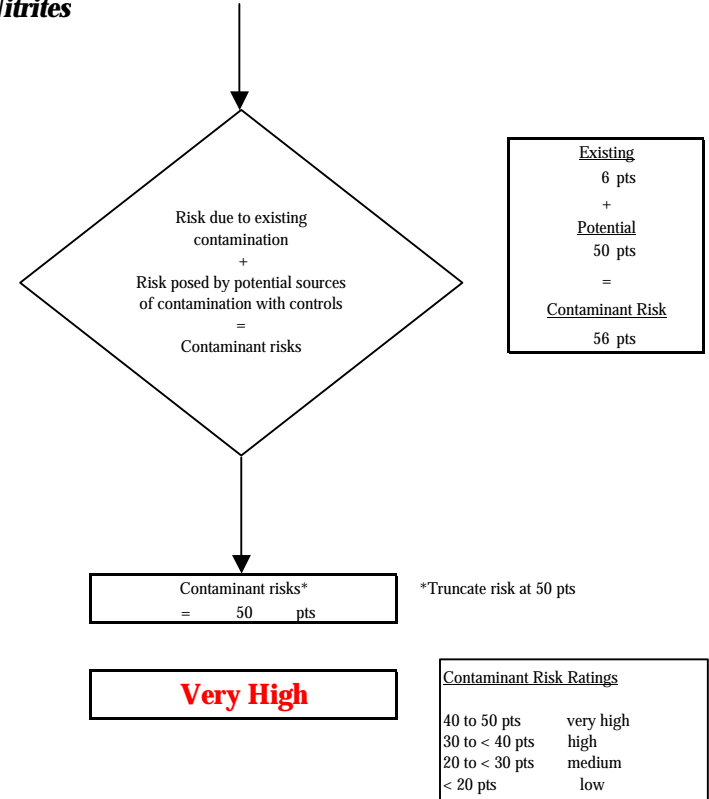 Risk due to existing
contamination
+
Risk posed by potential sources
of contamination with controls
=
Contaminant risks
Existing
6 pts
+
Potential
50 pts
=
Contaminant Risk
56 pts
Contaminant risks*
= 50 pts
*Truncate risk at 50 pts
Very High
Contaminant Risk Ratings
40 to 50 pts very high
30 to < 40 pts high
20 to < 30 pts medium
< 20 pts low